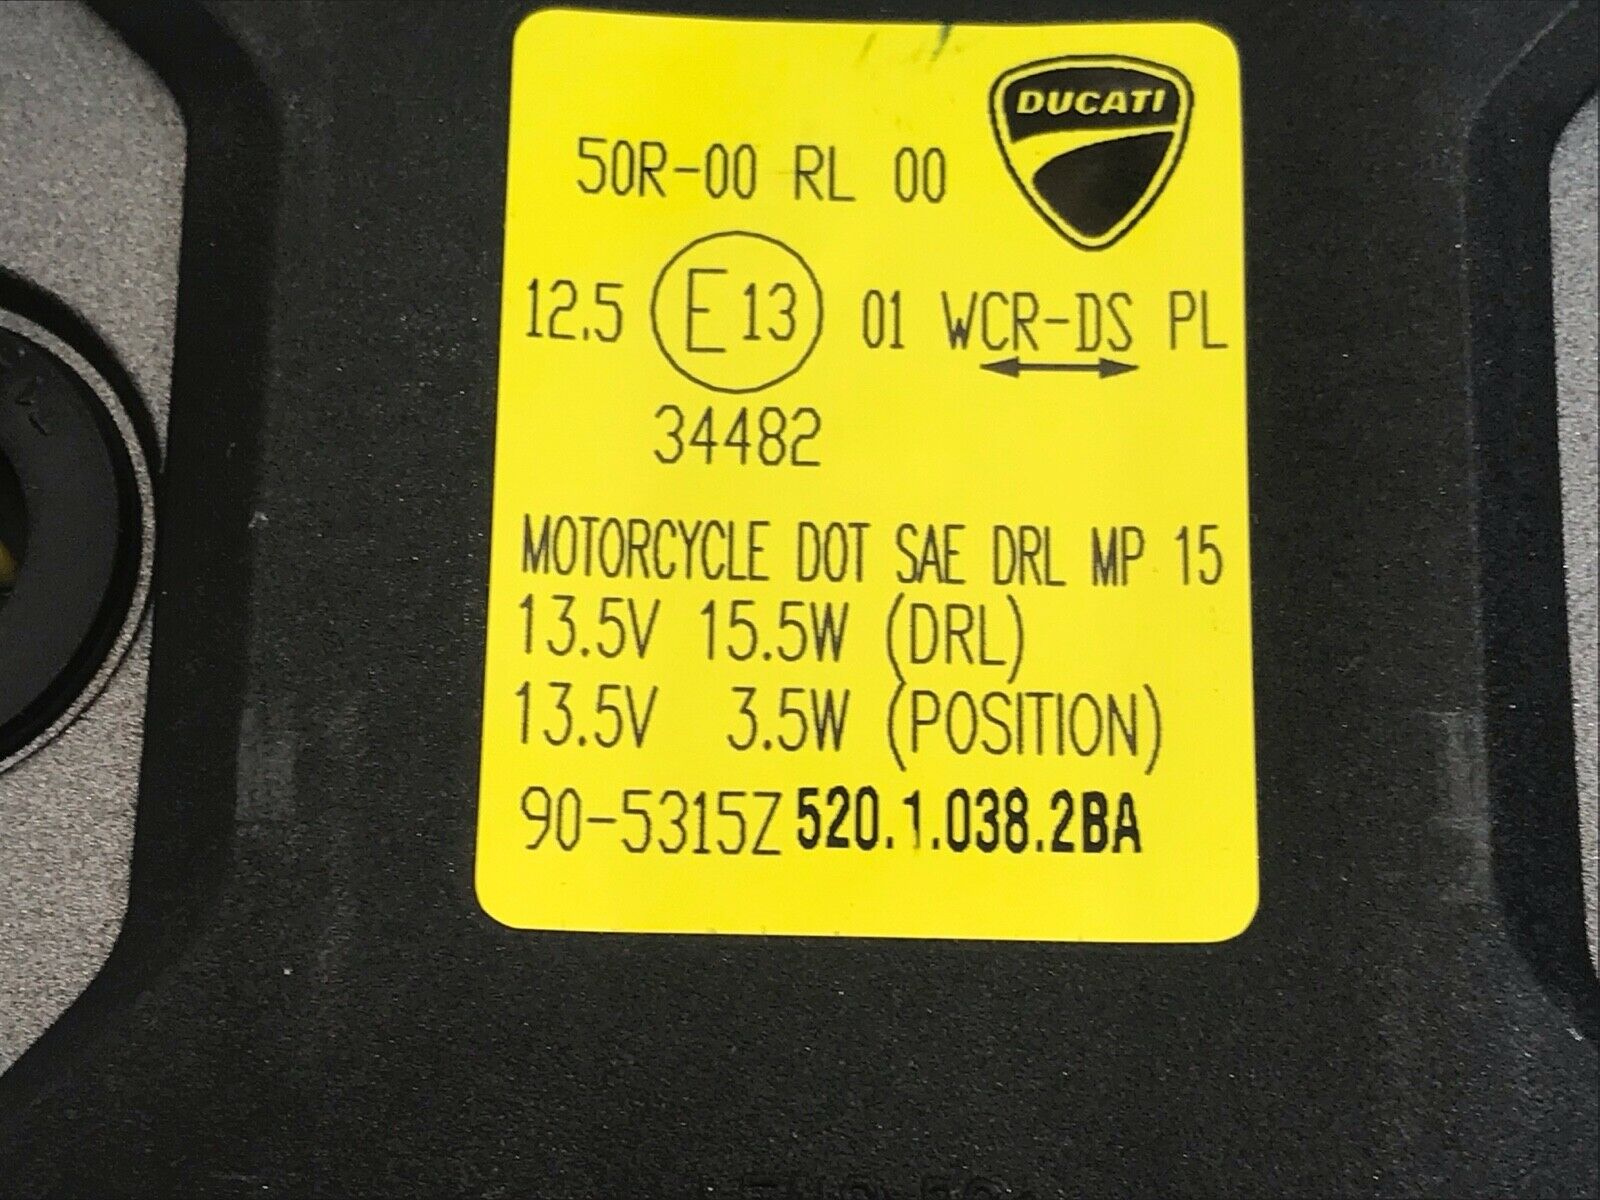 DUCATI
50R-00 RL 00
12.5 E13 01 WCR-DS PL
34482
MOTORCYCLE DOT SAE DRL MP 15
13.5V 15.5W (DRL)
13.5V 3.5W (POSITION)
90-5315Z 520.1.038.2BA